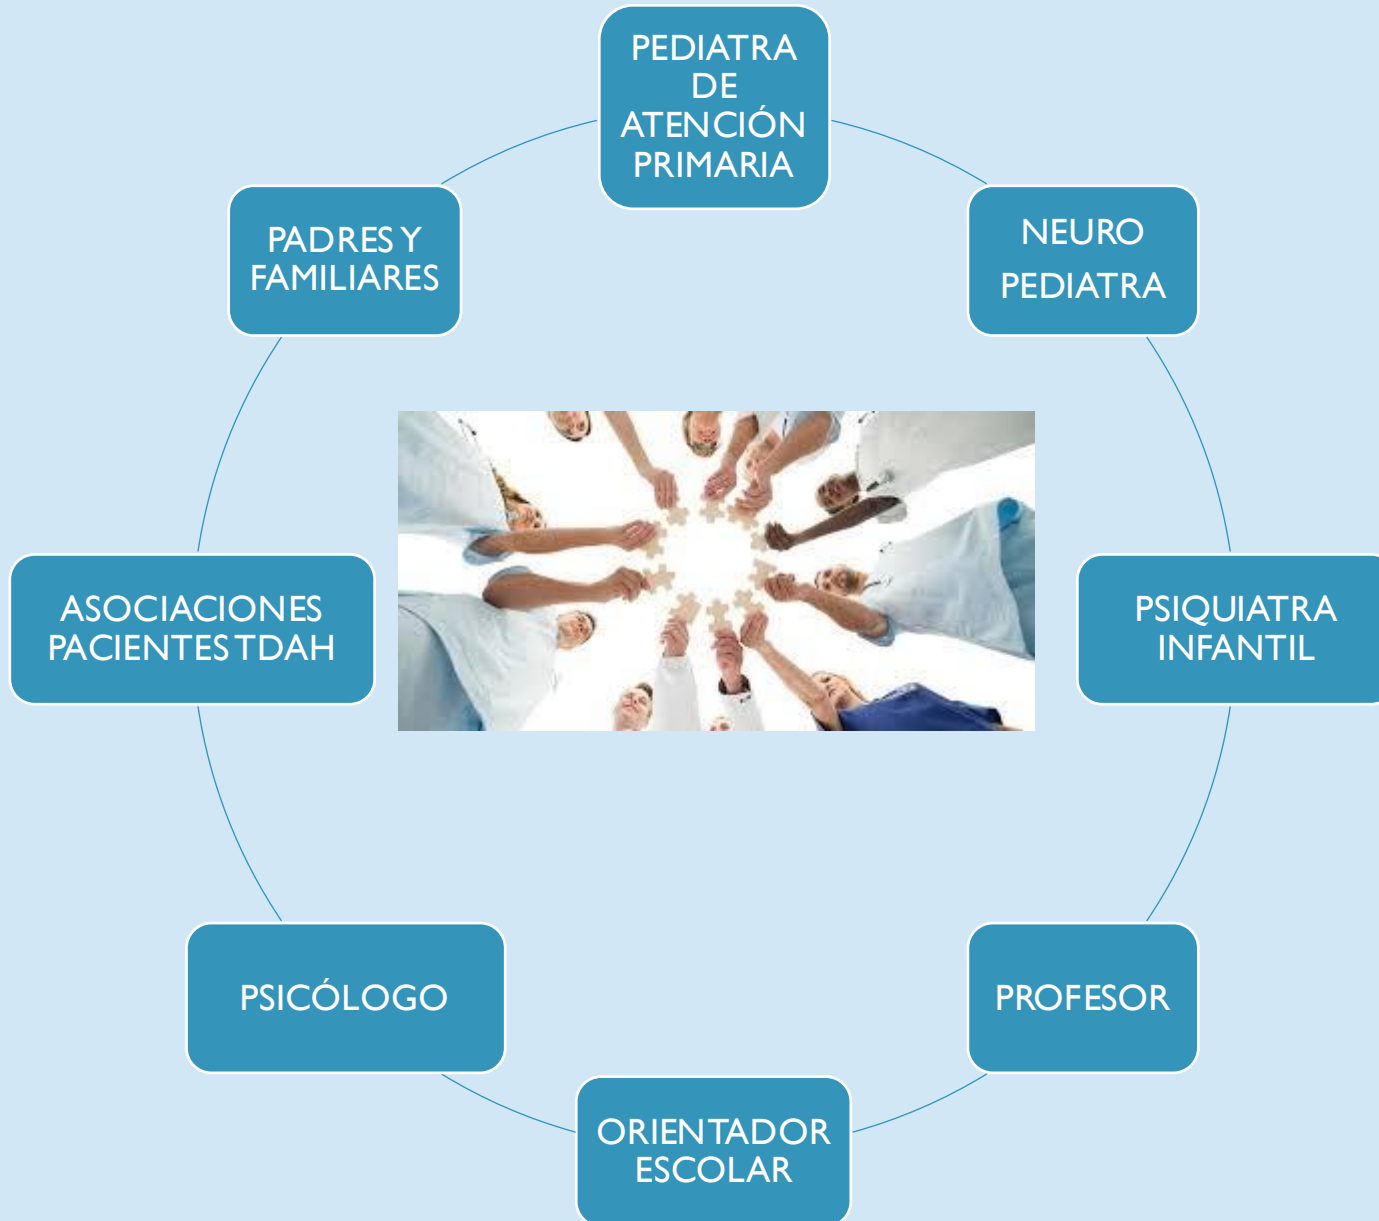 PEDIATRA
DE
ATENCIÓN
PRIMARIA
NEURO
PEDIATRA
PSIQUIATRA
INFANTIL
PROFESOR
ORIENTADOR
ESCOLAR
PSICÓLOGO
ASOCIACIONES
PACIENTES TDAH
PADRES Y
FAMILIARES